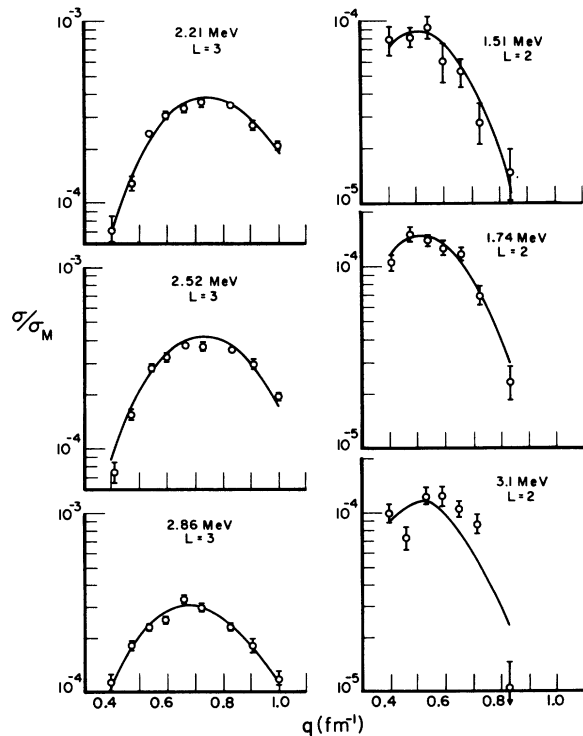 10⁻³
2.21 MeV
L = 3
10⁻⁴
10⁻³
2.52 MeV
L = 3
σ/σM
10⁻⁴
10⁻³
2.86 MeV
L = 3
10⁻⁴
0.4 0.6 0.8 1.0
10⁻⁴
1.51 MeV
L = 2
10⁻⁵
10⁻⁴
1.74 MeV
L = 2
10⁻⁵
10⁻⁴
3.1 MeV
L = 2
10⁻⁵
0.4 0.6 0.8 1.0
q (fm⁻¹)